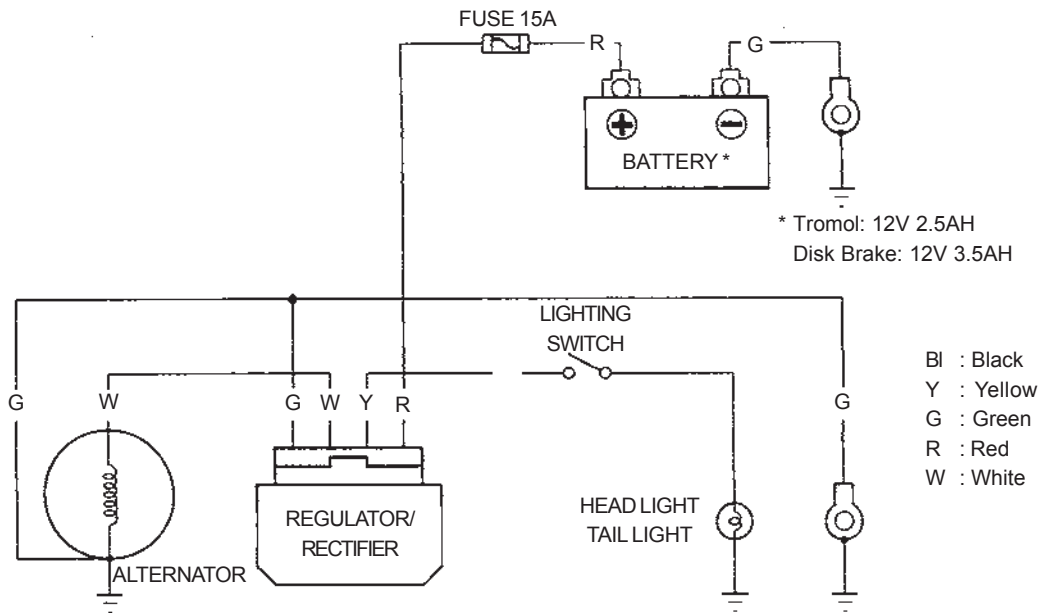 FUSE 15A
R
G
BATTERY *
* Tromol: 12V 2.5AH
Disk Brake: 12V 3.5AH
LIGHTING
SWITCH
G
W
G
W
Y
R
G
Bl : Black
Y : Yellow
G : Green
R : Red
W : White
REGULATOR/
RECTIFIER
HEAD LIGHT
TAIL LIGHT
ALTERNATOR